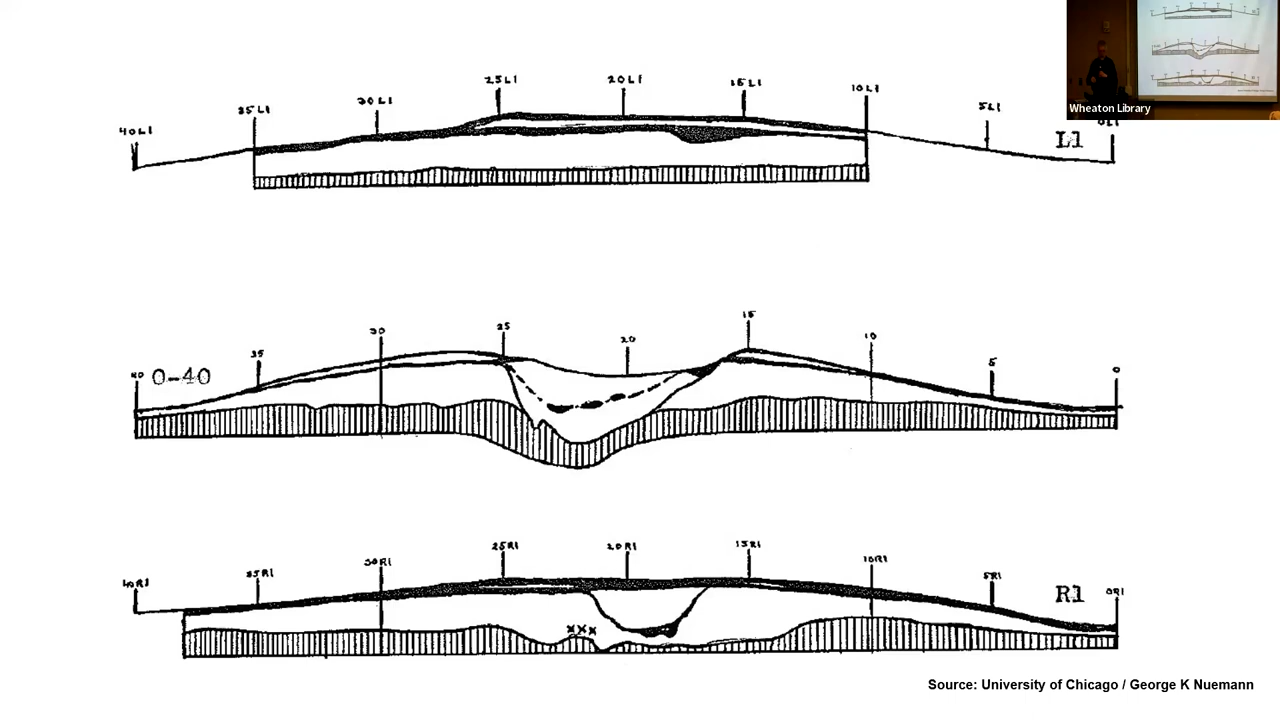 Wheaton Library
40L1
35L1
30L1
25L1
20L1
15L1
10L1
5L1
0L1
L1
40
0-40
35
30
25
20
15
10
5
0
40R1
35R1
30R1
25R1
20R1
15R1
10R1
5R1
0R1
R1
xxx
Source: University of Chicago / George K Nuemann